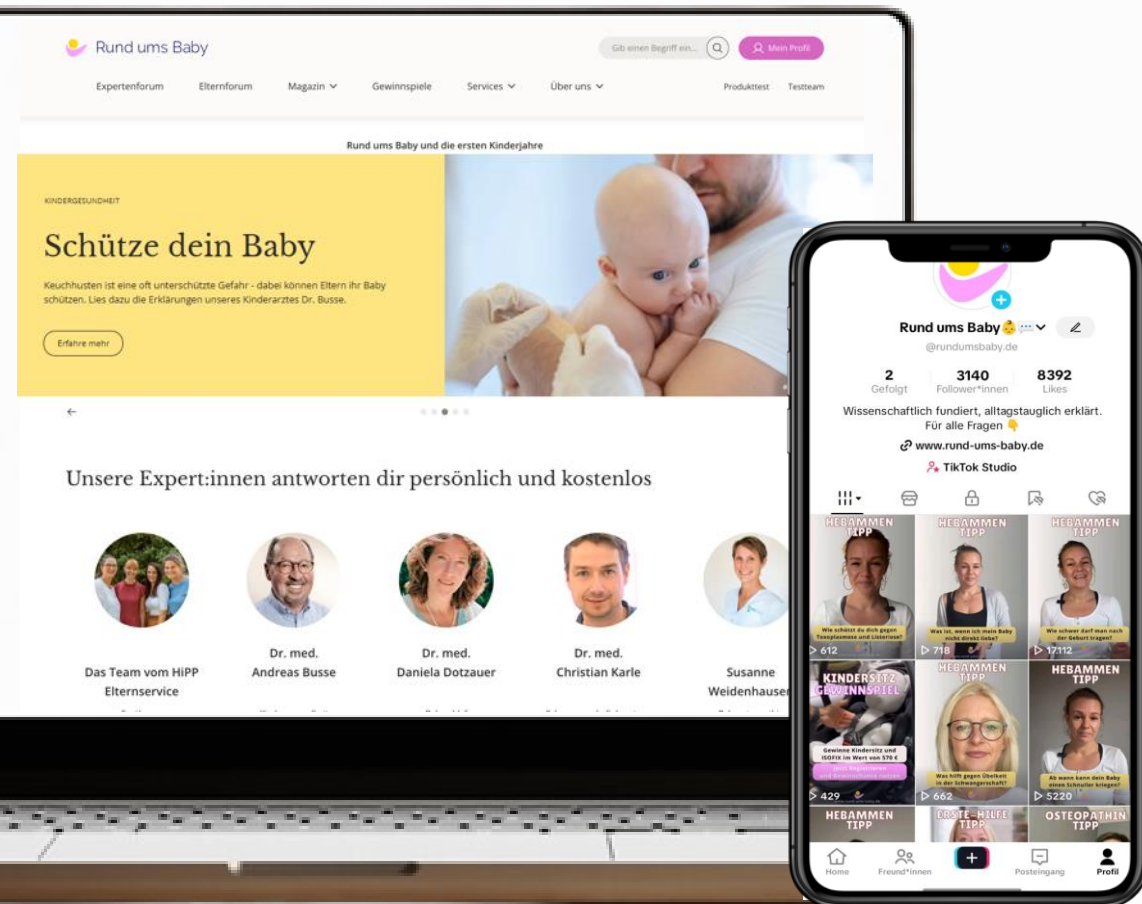 Rund ums Baby
Gib einen Begriff ein...
Mein Profil
Expertenforum Elternforum Magazin Gewinnspiele Services Über uns Produkttest Testteam
Rund ums Baby und die ersten Kinderjahre
KINDERGESUNDHEIT
Schütze dein Baby
Keuchhusten ist eine oft unterschützte Gefahr - dabei können Eltern ihr Baby
schützen. Lies dazu die Erklärungen unseres Kinderarztes Dr. Busse.
Erfahre mehr
Unsere Expert:innen antworten dir persönlich und kostenlos
Das Team vom HiPP
Elternservice
Dr. med.
Andreas Busse
Dr. med.
Daniela Dotzauer
Dr. med.
Christian Karle
Susanne
Weidenhausen
Rund ums Baby
@rundumsbaby.de
2 3140 8392
Gefolgt Follower*innen Likes
Wissenschaftlich fundiert, alltagstauglich erklärt.
Für alle Fragen
www.rund-ums-baby.de
TikTok Studio
HEBAMMEN
TIPP
Wie schützt du dich gegen
Toxoplasmose und Listeriose?
612
HEBAMMEN
TIPP
Was ist, wenn ich mein Baby
nicht direkt liebe?
718
HEBAMMEN
TIPP
Wie schwer darf man nach
der Geburt tragen?
17.112
KINDERSITZ
GEWINNSPIEL
Gewinne Kindersitz und
ISOFIX im Wert von 578 €
429
HEBAMMEN
TIPP
Was hilft gegen Übelkeit
in der Schwangerschaft?
662
HEBAMMEN
TIPP
Ab wann kann dein Baby
einen Schnuller kriegen?
5220
HEBAMMEN
TIPP
ERSTE-HILFE
TIPP
OSTEOPATHIN
TIPP
Home Freund*innen Posteingang Profil